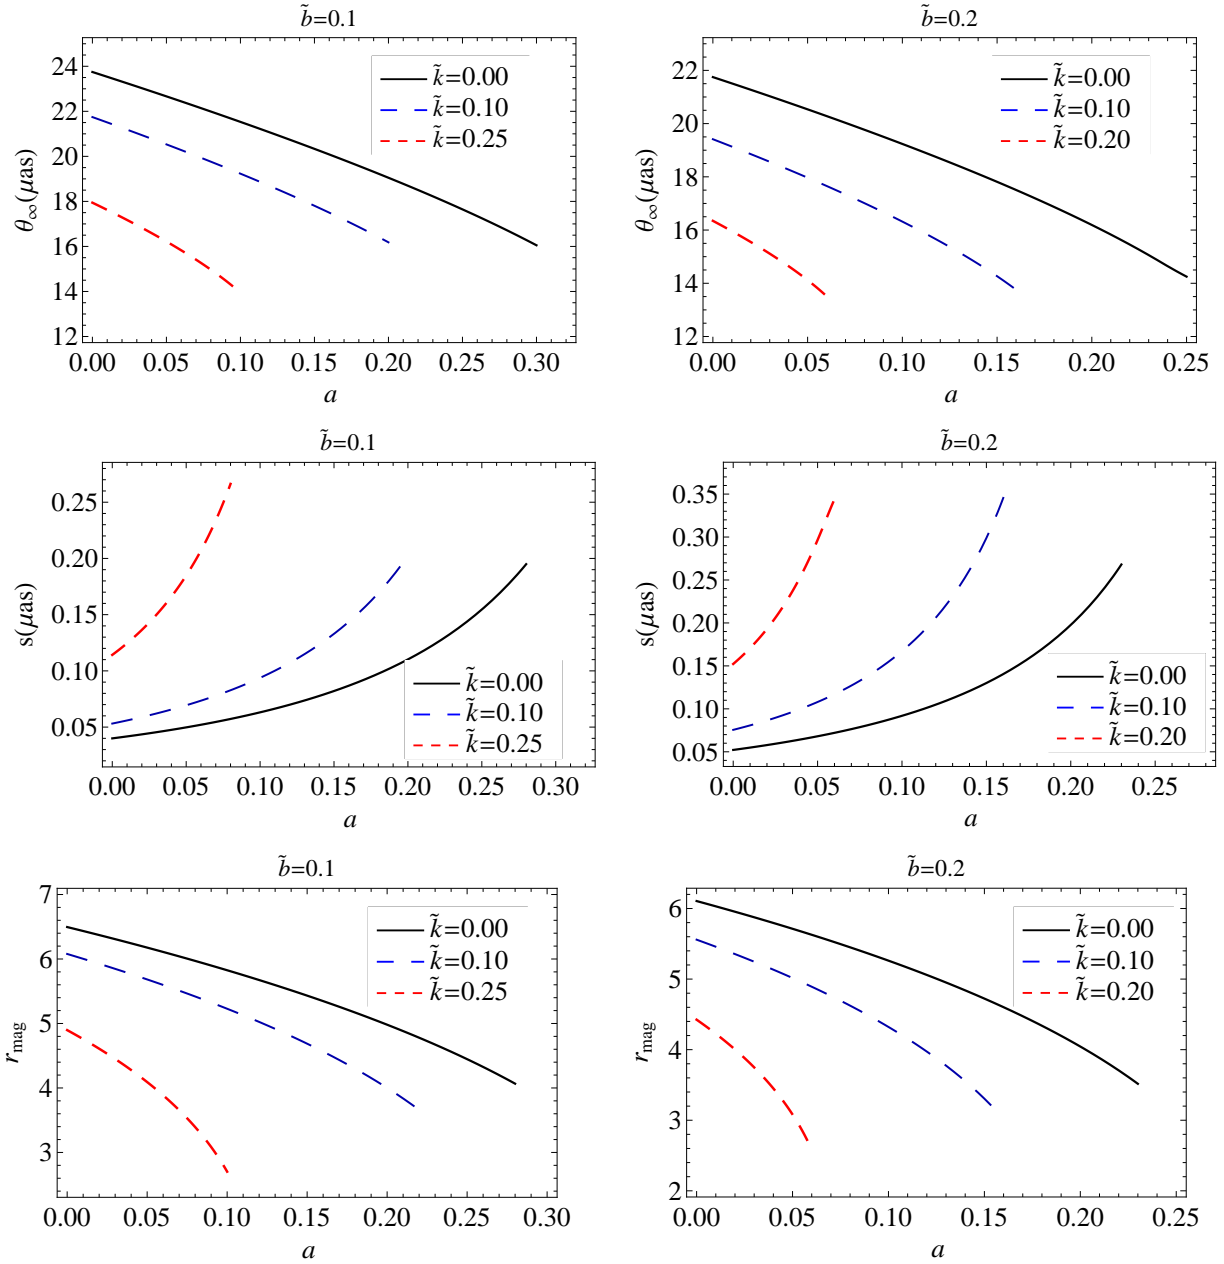 b̃=0.1
24
22
20
18
16
14
12
θ∞(μas)
k̃=0.00
k̃=0.10
k̃=0.25
0.00 0.05 0.10 0.15 0.20 0.25 0.30
a
b̃=0.2
22
20
18
16
14
12
θ∞(μas)
k̃=0.00
k̃=0.10
k̃=0.20
0.00 0.05 0.10 0.15 0.20 0.25
a
b̃=0.1
0.25
0.20
0.15
0.10
0.05
s(μas)
k̃=0.00
k̃=0.10
k̃=0.25
0.00 0.05 0.10 0.15 0.20 0.25 0.30
a
b̃=0.2
0.35
0.30
0.25
0.20
0.15
0.10
0.05
s(μas)
k̃=0.00
k̃=0.10
k̃=0.20
0.00 0.05 0.10 0.15 0.20 0.25
a
b̃=0.1
7
6
5
4
3
r_mag
k̃=0.00
k̃=0.10
k̃=0.25
0.00 0.05 0.10 0.15 0.20 0.25 0.30
a
b̃=0.2
6
5
4
3
2
r_mag
k̃=0.00
k̃=0.10
k̃=0.20
0.00 0.05 0.10 0.15 0.20 0.25
a